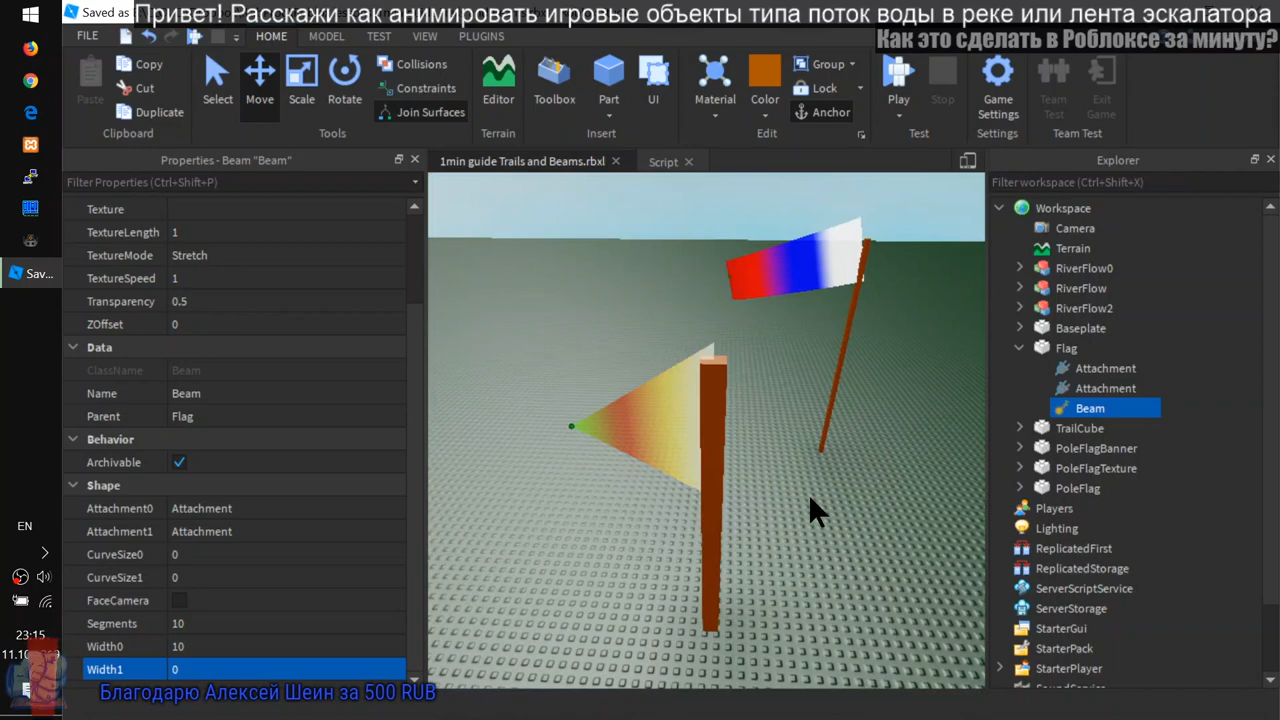 Saved as
Привет! Расскажи как анимировать игровые объекты типа поток воды в реке или лента эскалатора
Как это сделать в Роблоксе за минуту?
FILE
HOME
MODEL
TEST
VIEW
PLUGINS
Paste
Copy
Cut
Duplicate
Clipboard
Select
Move
Scale
Rotate
Collisions
Constraints
Join Surfaces
Tools
Editor
Terrain
Toolbox
Part
UI
Insert
Material
Color
Group
Lock
Anchor
Edit
Play
Stop
Test
Game
Settings
Settings
Team
Test
Exit
Game
Team Test
Properties - Beam "Beam"
Filter Properties (Ctrl+Shift+P)
Texture
TextureLength 1
TextureMode Stretch
TextureSpeed 1
Transparency 0.5
ZOffset 0
Data
ClassName Beam
Name Beam
Parent Flag
Behavior
Archivable
Shape
Attachment0 Attachment
Attachment1 Attachment
CurveSize0 0
CurveSize1 0
FaceCamera
Segments 10
Width0 10
Width1 0
1min guide Trails and Beams.rbxl
Script
Explorer
Filter workspace (Ctrl+Shift+X)
Workspace
Camera
Terrain
RiverFlow0
RiverFlow
RiverFlow2
Baseplate
Flag
Attachment
Attachment
Beam
TrailCube
PoleFlagBanner
PoleFlagTexture
PoleFlag
Players
Lighting
ReplicatedFirst
ReplicatedStorage
ServerScriptService
ServerStorage
StarterGui
StarterPack
StarterPlayer
Sav...
EN
23:15
Благодарю Алексей Шеин за 500 RUB